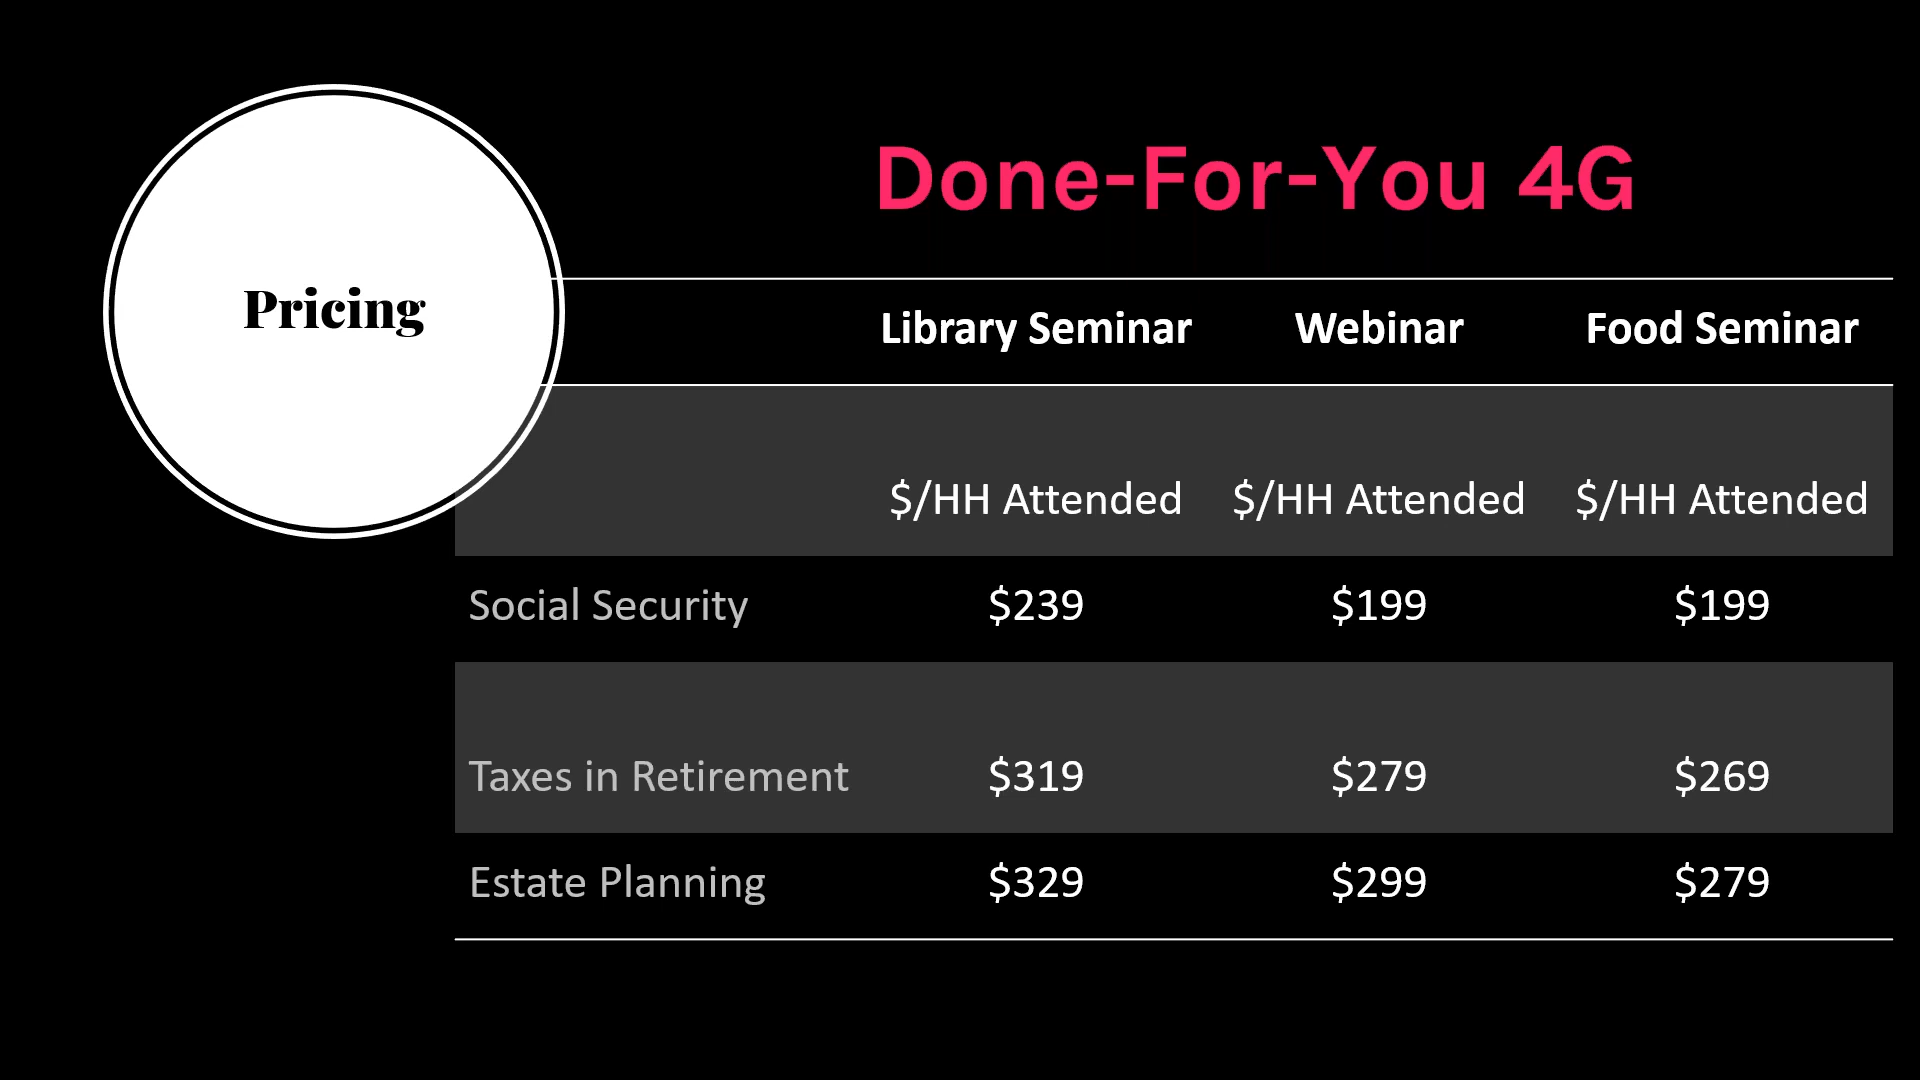 Done-For-You 4G
Pricing
Library Seminar Webinar Food Seminar
$/HH Attended $/HH Attended $/HH Attended
Social Security $239 $199 $199
Taxes in Retirement $319 $279 $269
Estate Planning $329 $299 $279